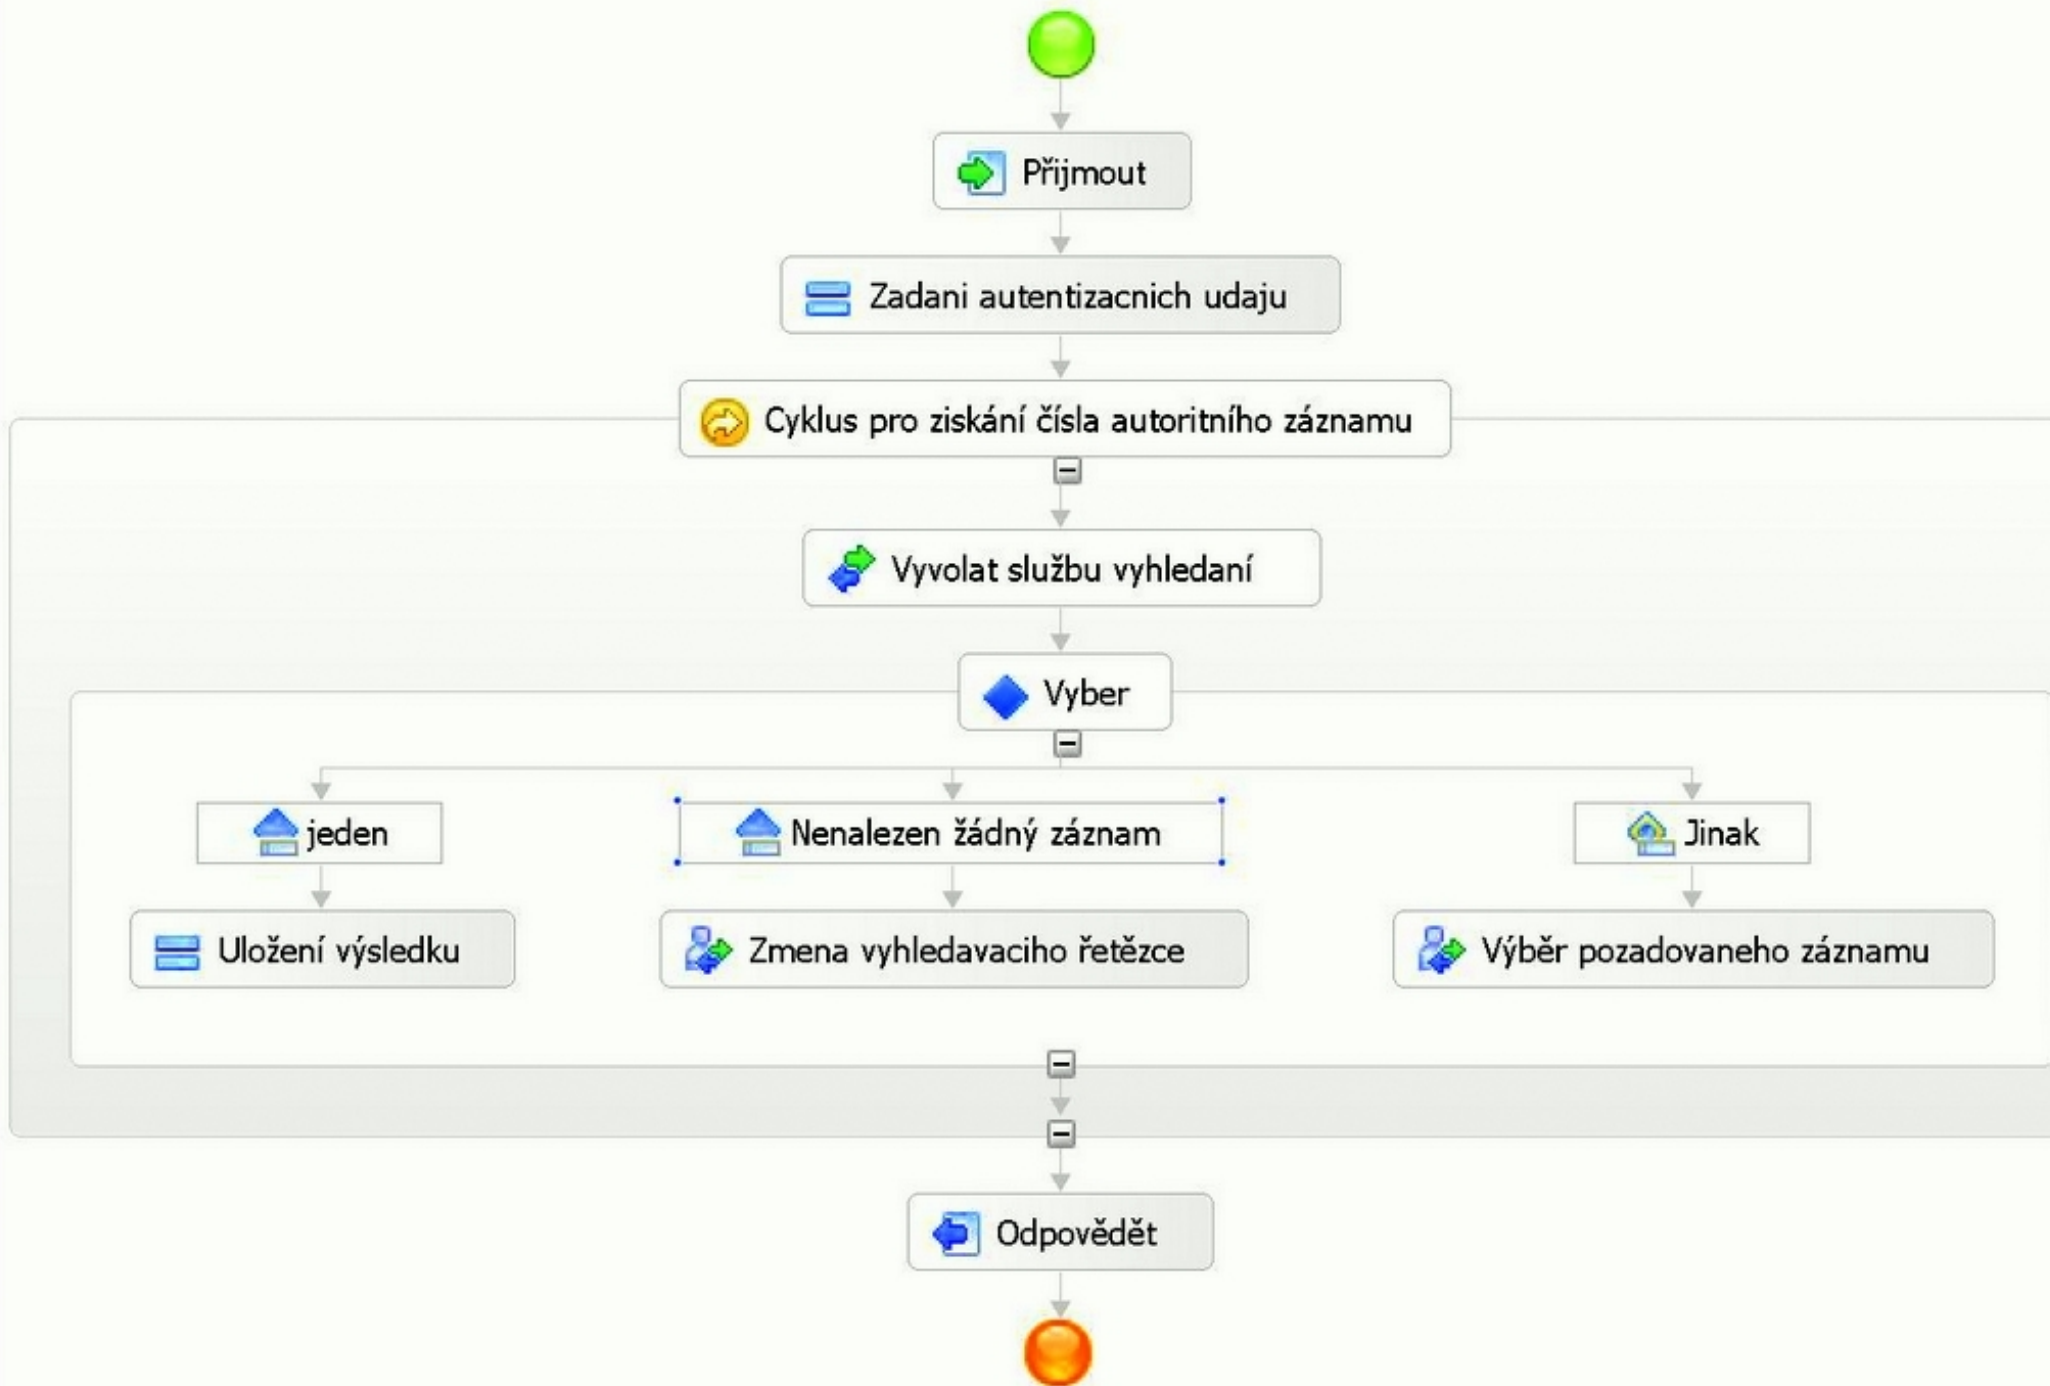 Přijmout
Zadani autentizacnich udaju
Cyklus pro ziskání čísla autoritního záznamu
Vyvolat službu vyhledaní
Vyber
jeden
Nenalezen žádný záznam
Jinak
Uložení výsledku
Zmena vyhledavaciho řetězce
Výběr pozadovaneho záznamu
Odpovědět